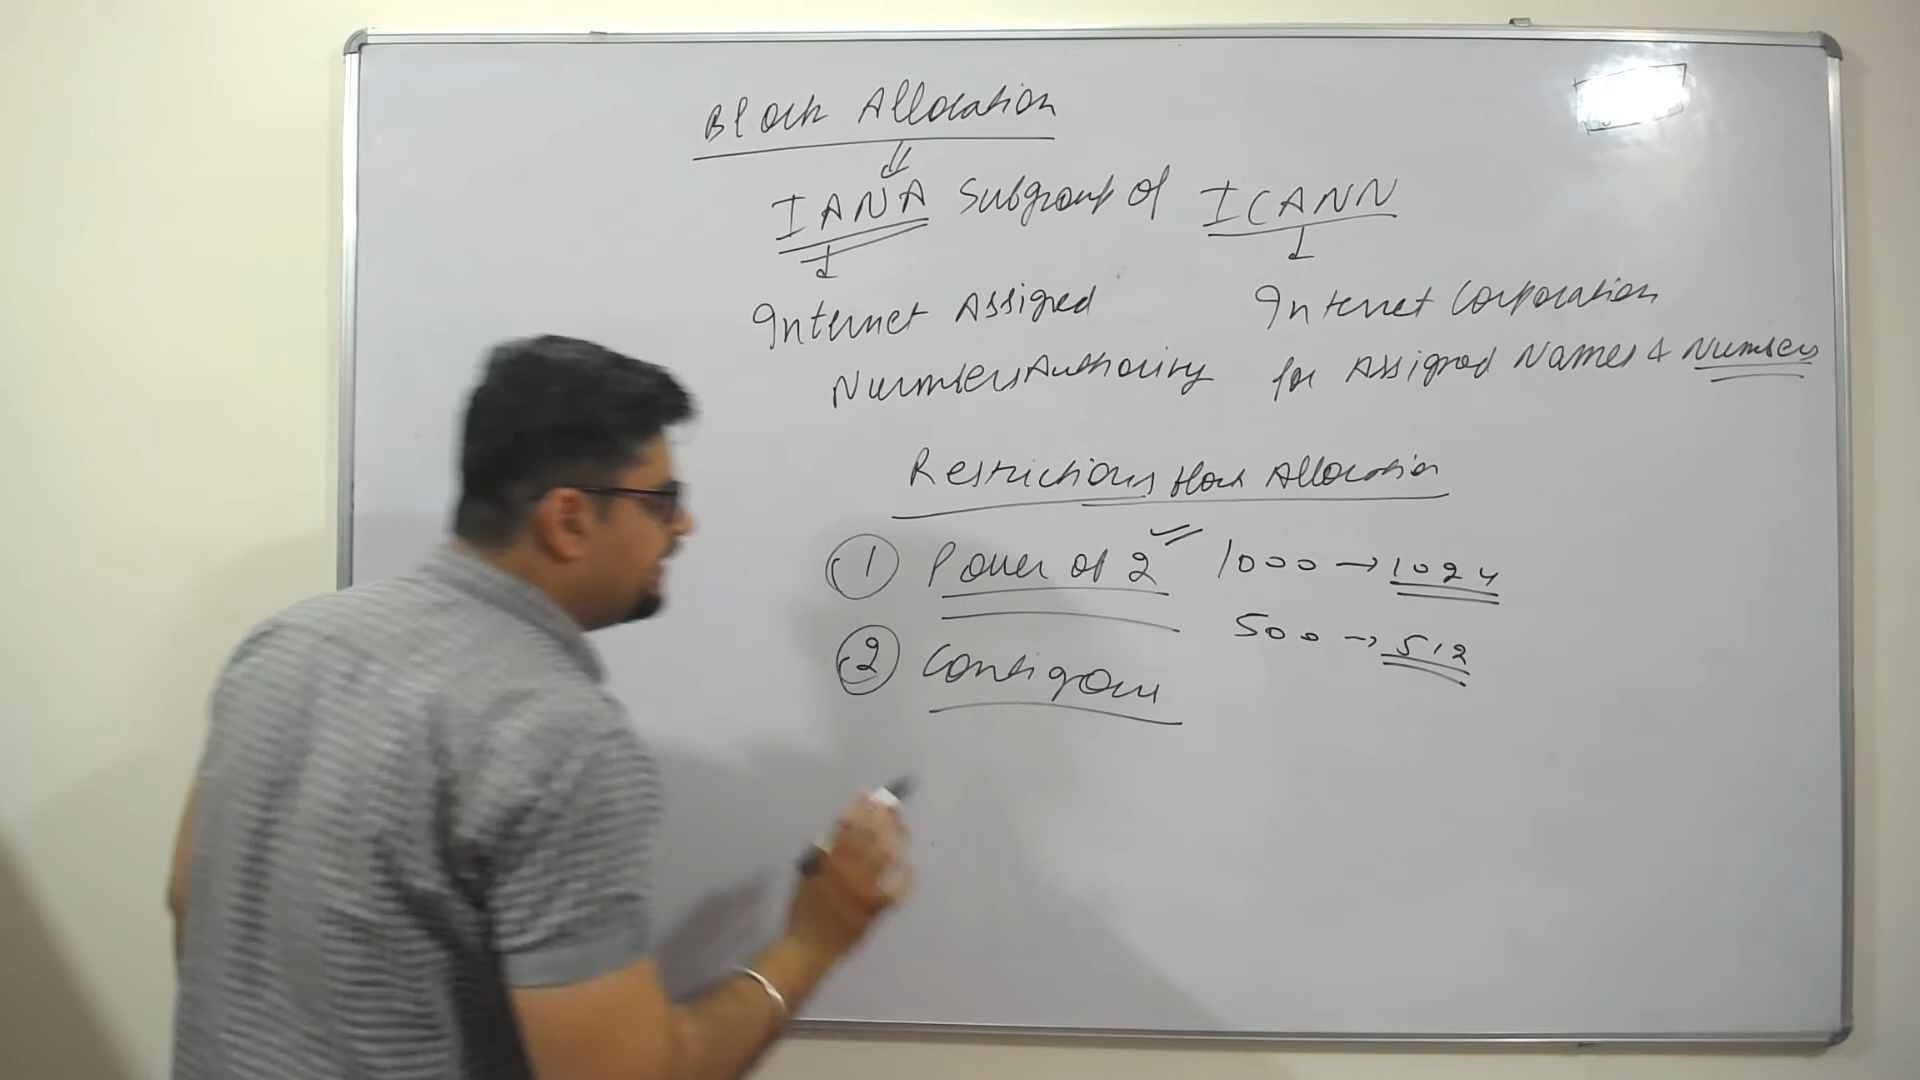 Block Allocation
IANA Subgroup of ICANN
Internet Assigned
Numbers Authority
Internet Corporation
for Assigned Names & Numbers
Restrictions Block Allocation
1 Power of 2 1000 → 1024
500 → 512
2 Contigous